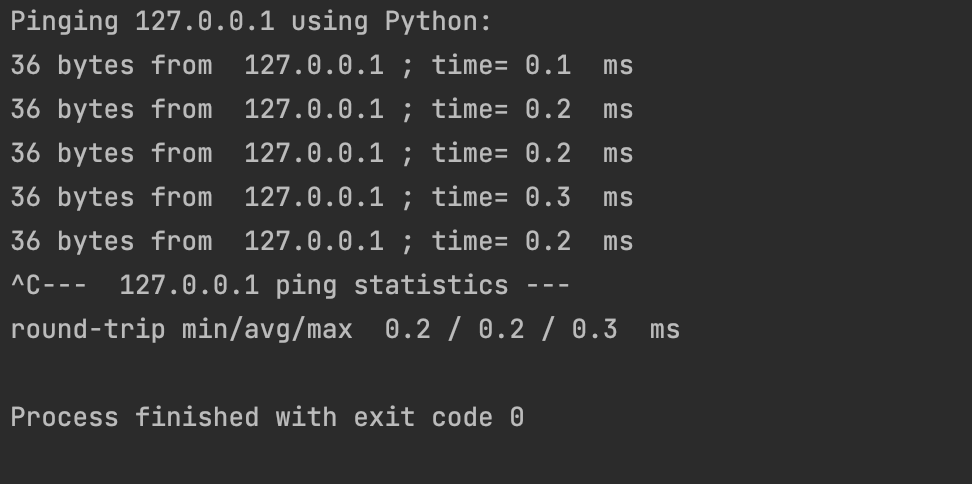 Pinging 127.0.0.1 using Python:
36 bytes from  127.0.0.1 ; time= 0.1  ms
36 bytes from  127.0.0.1 ; time= 0.2  ms
36 bytes from  127.0.0.1 ; time= 0.2  ms
36 bytes from  127.0.0.1 ; time= 0.3  ms
36 bytes from  127.0.0.1 ; time= 0.2  ms
^C---  127.0.0.1 ping statistics ---
round-trip min/avg/max  0.2 / 0.2 / 0.3  ms
Process finished with exit code 0